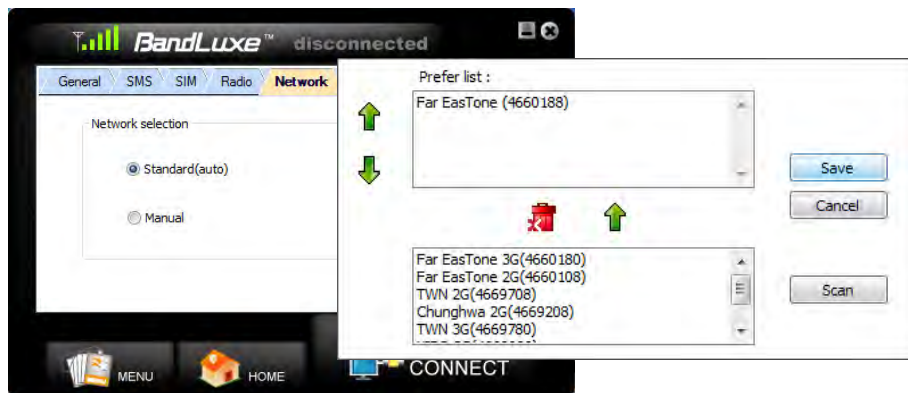 BandLuxe™ disconnected
General SMS SIM Radio Network
Network selection
Standard(auto)
Manual
Prefer list :
Far EasTone (4660188)
Save
Cancel
Far EasTone 3G(4660180)
Far EasTone 2G(4660108)
TWN 2G(4669708)
Chunghwa 2G(4669208)
TWN 3G(4669780)
Scan
MENU
HOME
CONNECT